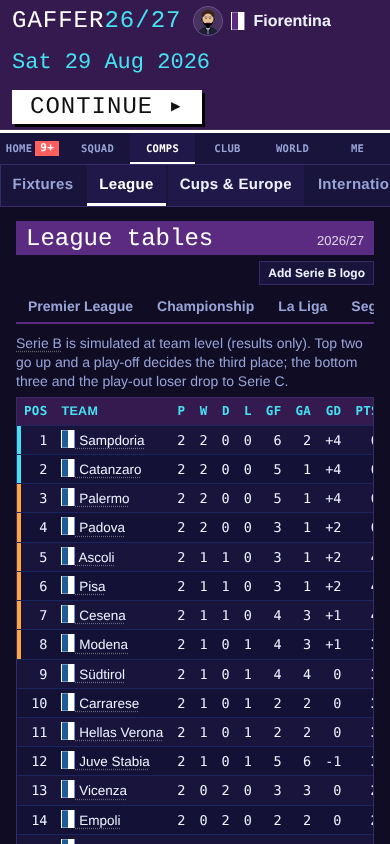 GAFFER26/27 Fiorentina
Sat 29 Aug 2026
CONTINUE ►
HOME 9+ SQUAD COMPS CLUB WORLD ME
Fixtures League Cups & Europe Internatio
League tables 2026/27
Add Serie B logo
Premier League Championship La Liga
Serie B is simulated at team level (results only). Top two
go up and a play-off decides the third place; the bottom
three and the play-out loser drop to Serie C.
POS TEAM P W D L GF GA GD PTS
1 Sampdoria 2 2 0 0 6 2 +4
2 Catanzaro 2 2 0 0 5 1 +4
3 Palermo 2 2 0 0 5 1 +4
4 Padova 2 2 0 0 3 1 +2
5 Ascoli 2 1 1 0 3 1 +2
6 Pisa 2 1 1 0 3 1 +2
7 Cesena 2 1 1 0 4 3 +1
8 Modena 2 1 0 1 4 3 +1
9 Südtirol 2 1 0 1 4 4 0
10 Carrarese 2 1 0 1 2 2 0
11 Hellas Verona 2 1 0 1 2 2 0
12 Juve Stabia 2 1 0 1 5 6 -1
13 Vicenza 2 0 2 0 3 3 0
14 Empoli 2 0 2 0 2 2 0